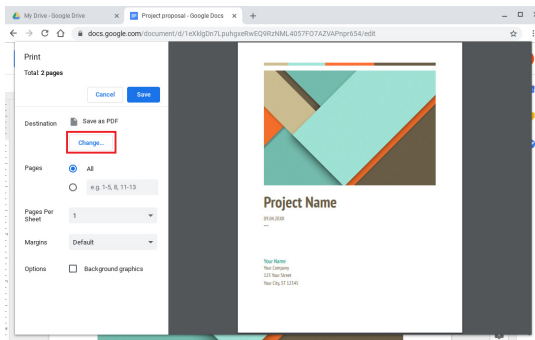 My Drive - Google Drive
Project proposal - Google Docs
docs.google.com/document/d/1eXklgDn7LpuhgxeRwEQ9RzNML4057FO7AZVAPnpr654/edit
Print
Total: 2 pages
Cancel
Save
Destination
Save as PDF
Change...
Pages
All
e.g. 1-5, 8, 11-13
Pages Per
Sheet
1
Margins
Default
Options
Background graphics
Project Name
09.04.20XX
Your Name
Your Company
123 Your Street
Your City, ST 12345